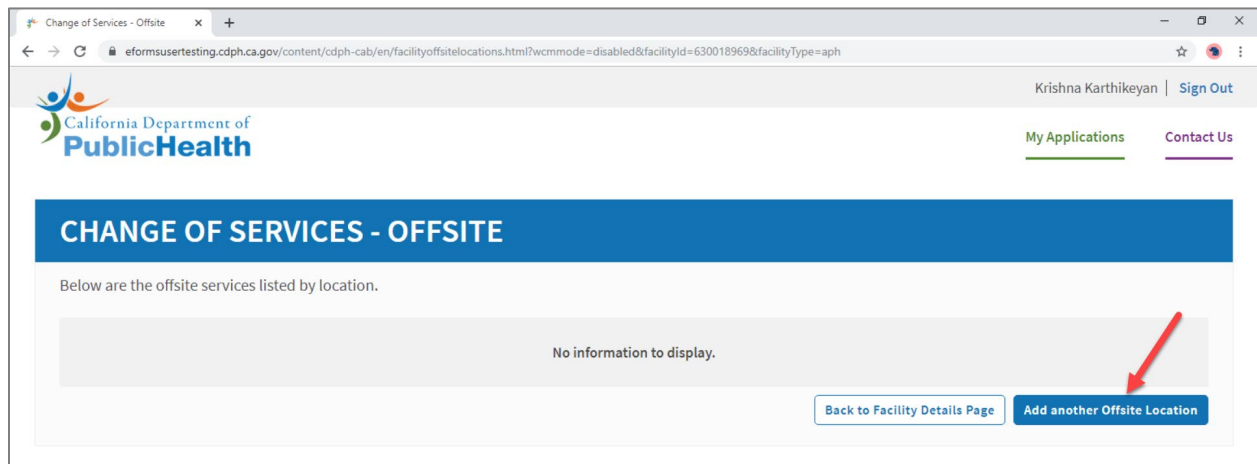 Change of Services - Offsite
eformsusertesting.cdph.ca.gov/content/cdph-cab/en/facilityoffsitelocations.html?wcmmode=disabled&facilityId=630018969&facilityType=aph
Krishna Karthikeyan | Sign Out
California Department of
PublicHealth
My Applications Contact Us
CHANGE OF SERVICES - OFFSITE
Below are the offsite services listed by location.
No information to display.
Back to Facility Details Page Add another Offsite Location